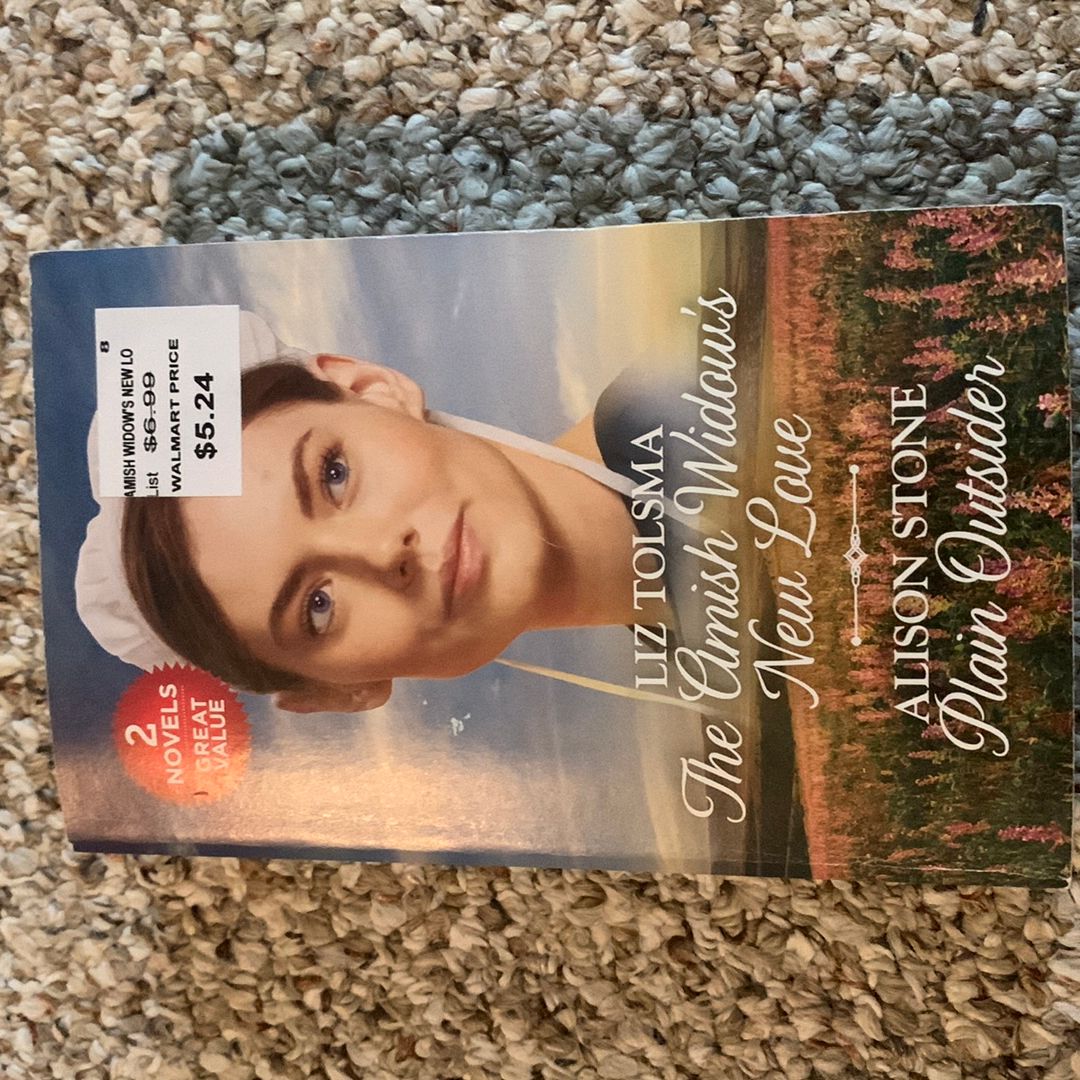 8
AMISH WIDOW'S NEW LO
List $6.99
WALMART PRICE
$5.24
2
NOVELS
GREAT
VALUE
LIZ TOLSMA
The Amish Widow's
New Love
ALISON STONE
Plain Outsider